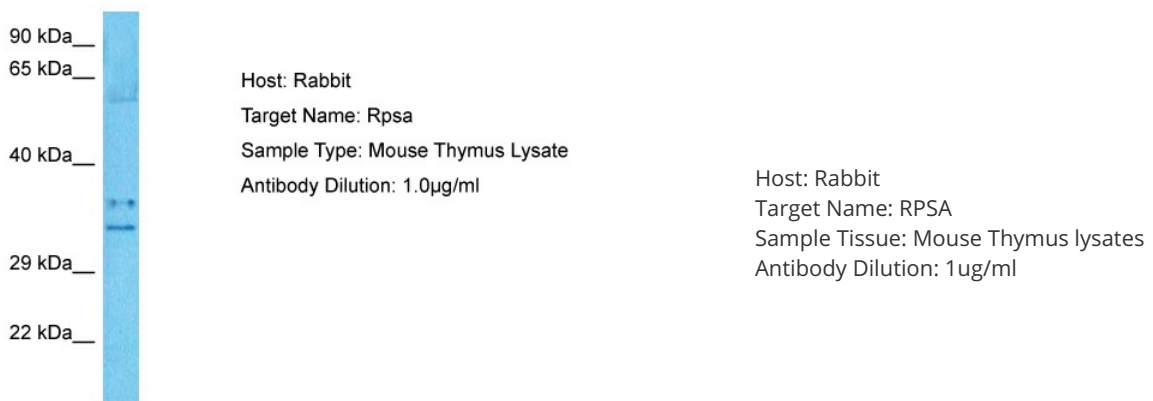 90 kDa__
65 kDa__
40 kDa__
29 kDa__
22 kDa__
Host: Rabbit
Target Name: Rpsa
Sample Type: Mouse Thymus Lysate
Antibody Dilution: 1.0µg/ml
Host: Rabbit
Target Name: RPSA
Sample Tissue: Mouse Thymus lysates
Antibody Dilution: 1ug/ml